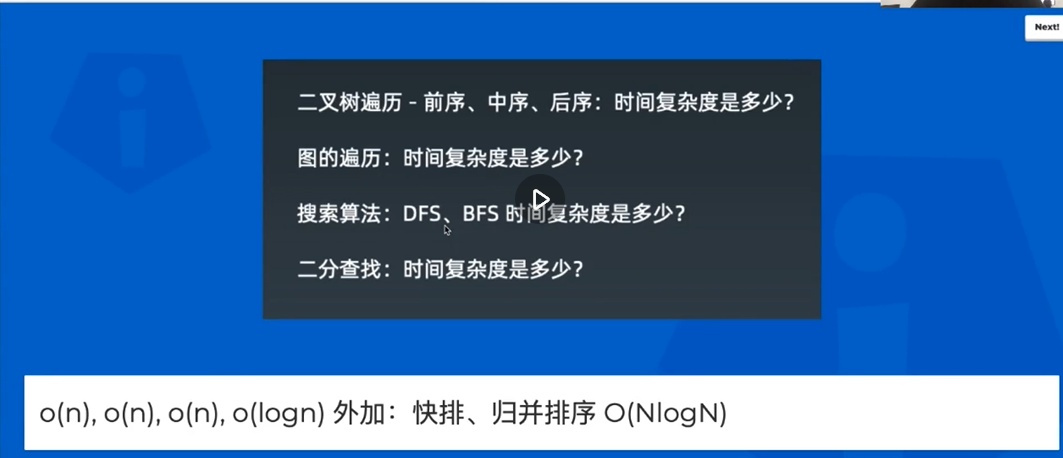 Next!
二叉树遍历 - 前序、中序、后序：时间复杂度是多少？
图的遍历：时间复杂度是多少？
搜索算法：DFS、BFS 时间复杂度是多少？
二分查找：时间复杂度是多少？
o(n), o(n), o(n), o(logn) 外加：快排、归并排序 O(NlogN)